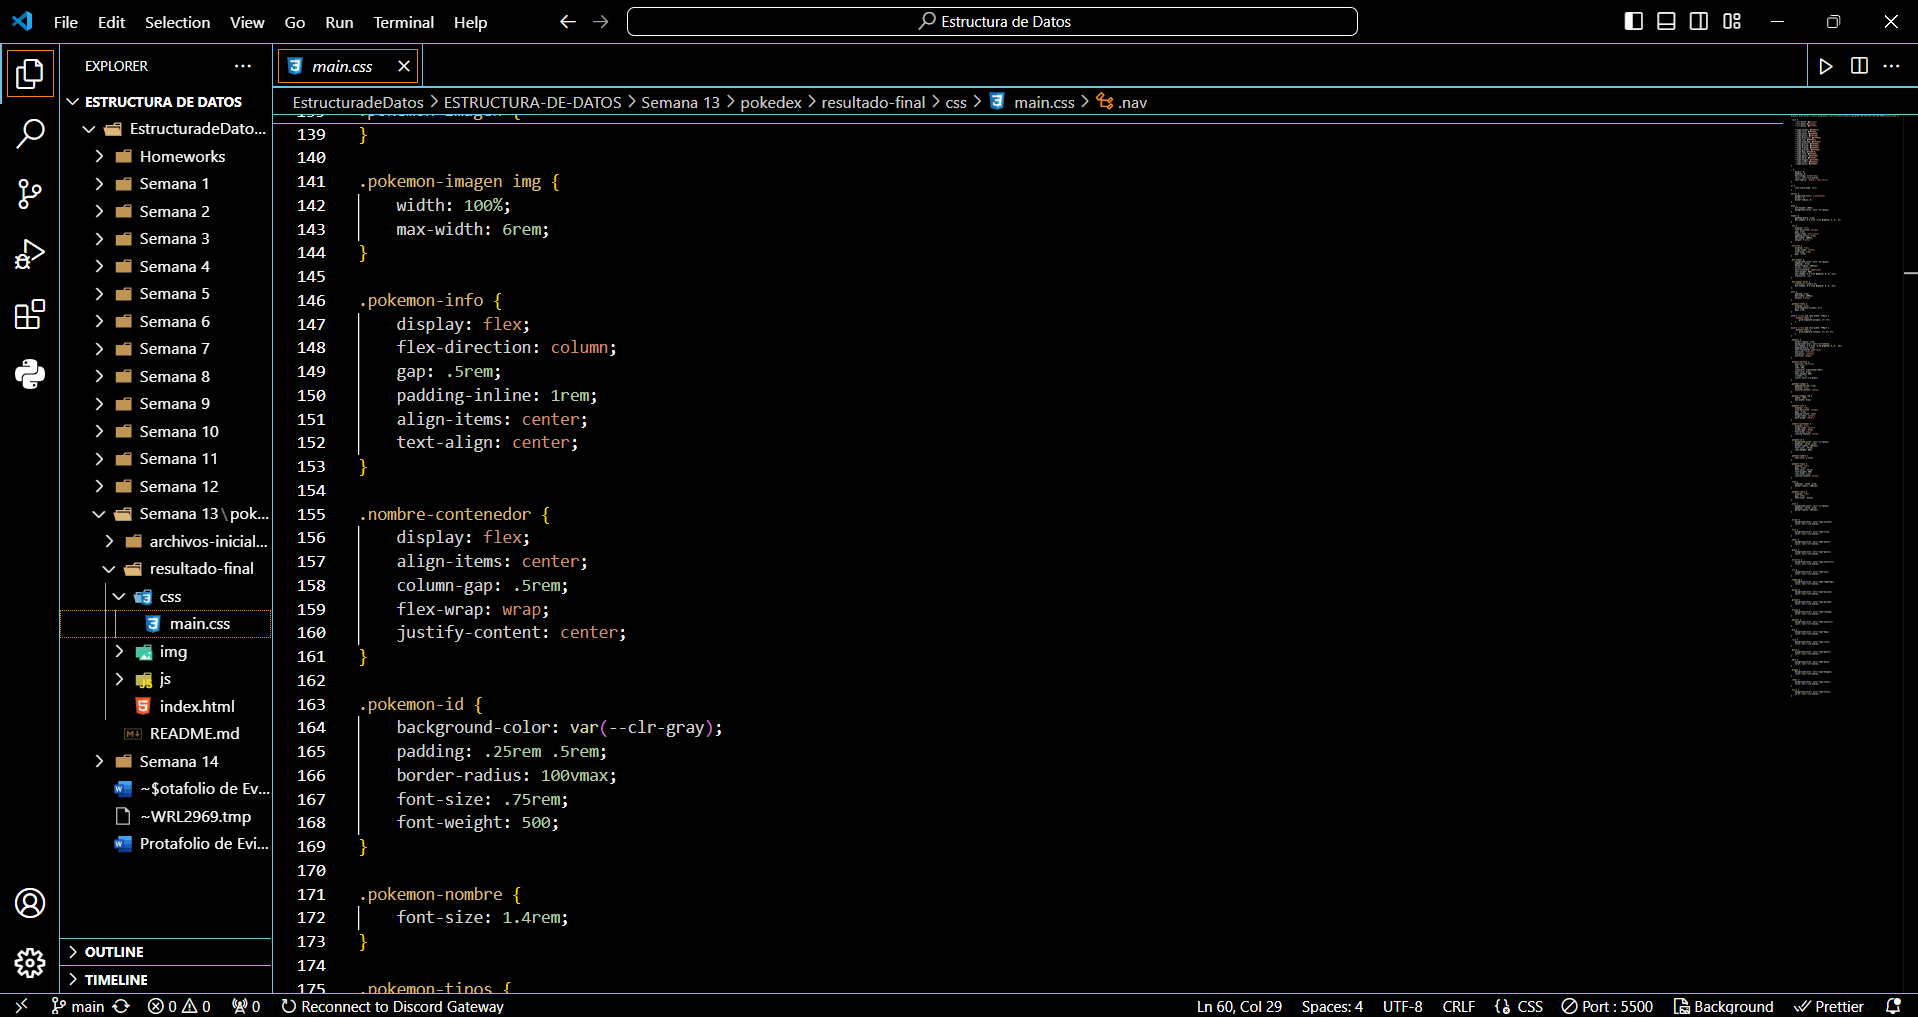 File Edit Selection View Go Run Terminal Help
Estructura de Datos
EXPLORER
main.css
ESTRUCTURA DE DATOS
EstructuradeDatos > ESTRUCTURA-DE-DATOS > Semana 13 > pokedex > resultado-final > css > main.css > .nav
EstructuradeDato...
Homeworks
Semana 1
Semana 2
Semana 3
Semana 4
Semana 5
Semana 6
Semana 7
Semana 8
Semana 9
Semana 10
Semana 11
Semana 12
Semana 13\pok...
archivos-inicial...
resultado-final
css
main.css
img
js
index.html
README.md
Semana 14
~$otafolio de Ev...
~WRL2969.tmp
Protafolio de Evi...
OUTLINE
TIMELINE
139 }
140
141 .pokemon-imagen img {
142 width: 100%;
143 max-width: 6rem;
144 }
145
146 .pokemon-info {
147 display: flex;
148 flex-direction: column;
149 gap: .5rem;
150 padding-inline: 1rem;
151 align-items: center;
152 text-align: center;
153 }
154
155 .nombre-contenedor {
156 display: flex;
157 align-items: center;
158 column-gap: .5rem;
159 flex-wrap: wrap;
160 justify-content: center;
161 }
162
163 .pokemon-id {
164 background-color: var(--clr-gray);
165 padding: .25rem .5rem;
166 border-radius: 100vmax;
167 font-size: .75rem;
168 font-weight: 500;
169 }
170
171 .pokemon-nombre {
172 font-size: 1.4rem;
173 }
174
175 .pokemon-tipos {
main 0 0 0 Reconnect to Discord Gateway Ln 60, Col 29 Spaces: 4 UTF-8 CRLF {} CSS Port : 5500 Background Prettier